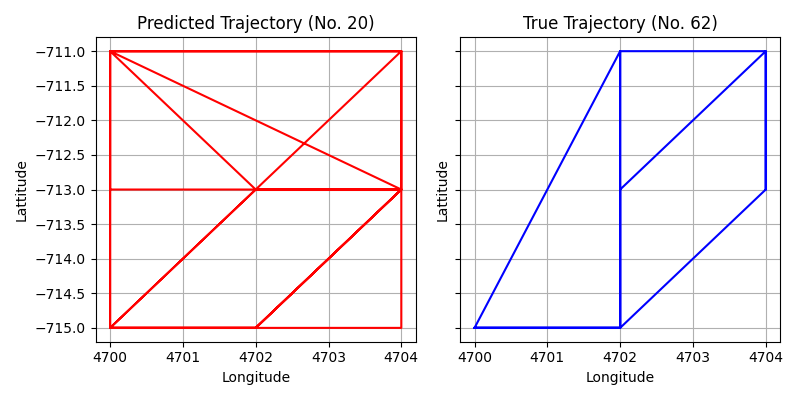 Predicted Trajectory (No. 20)
True Trajectory (No. 62)
−711.0
−711.5
−712.0
−712.5
−713.0
−713.5
−714.0
−714.5
−715.0
Lattitude
Lattitude
4700 4701 4702 4703 4704
4700 4701 4702 4703 4704
Longitude
Longitude